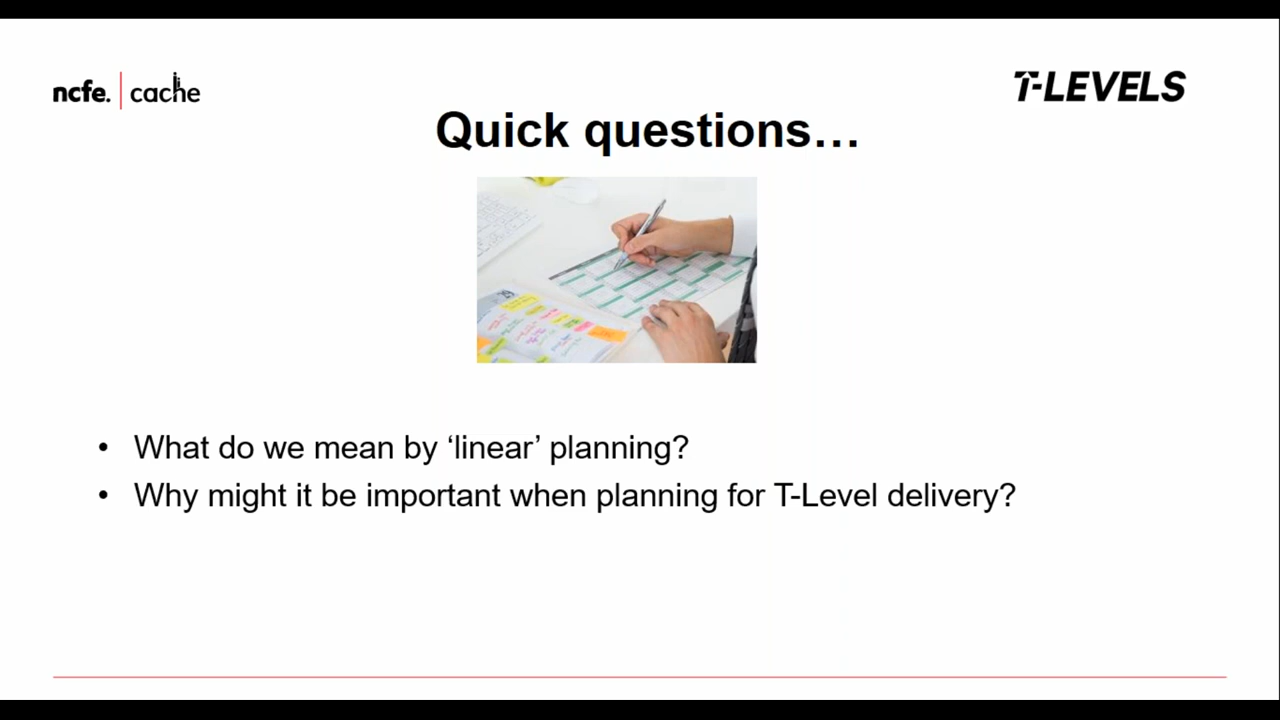 ncfe. cache
T-LEVELS
Quick questions…
• What do we mean by ‘linear’ planning?
• Why might it be important when planning for T-Level delivery?